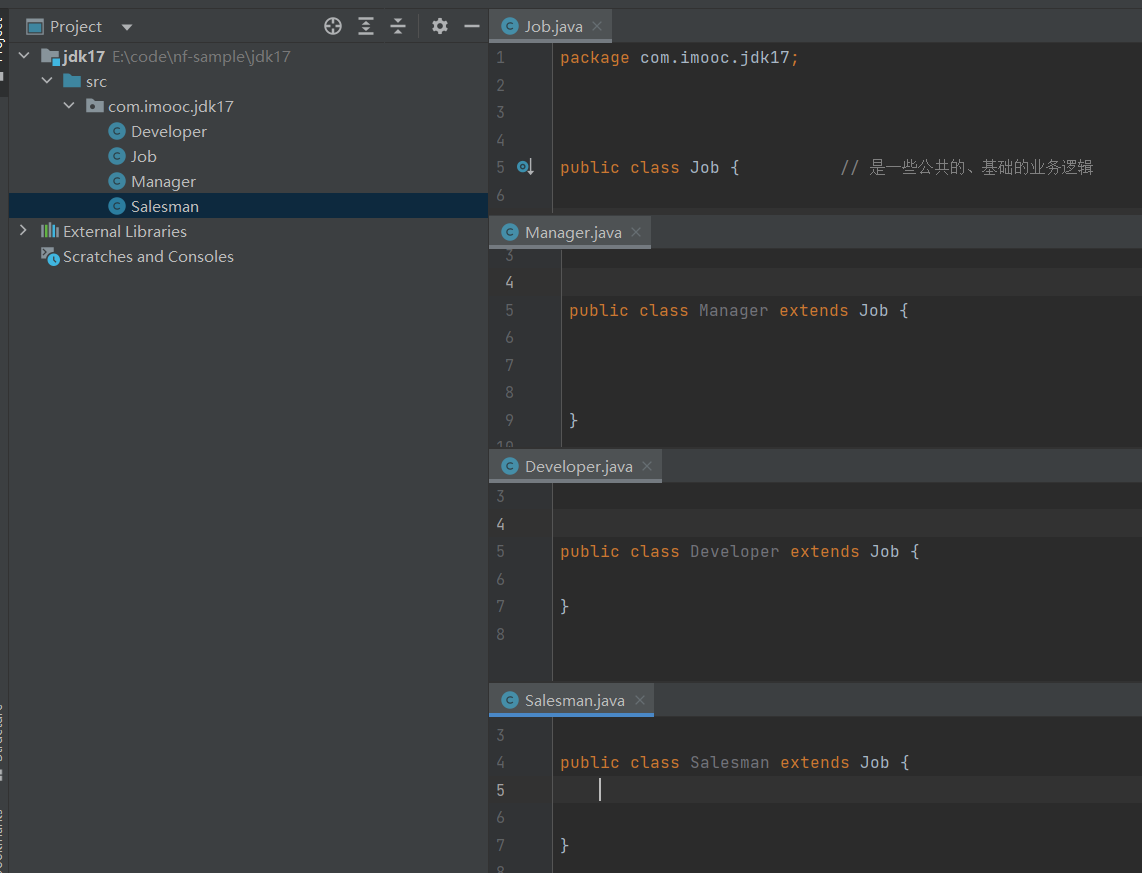 Project
jdk17 E:\code\nf-sample\jdk17
src
com.imooc.jdk17
Developer
Job
Manager
Salesman
External Libraries
Scratches and Consoles
Job.java
1 package com.imooc.jdk17;
2
3
4
5 public class Job { // 是一些公共的、基础的业务逻辑
6
Manager.java
3
4
5 public class Manager extends Job {
6
7
8
9 }
10
Developer.java
3
4
5 public class Developer extends Job {
6
7 }
8
Salesman.java
3
4 public class Salesman extends Job {
5
6
7 }
8